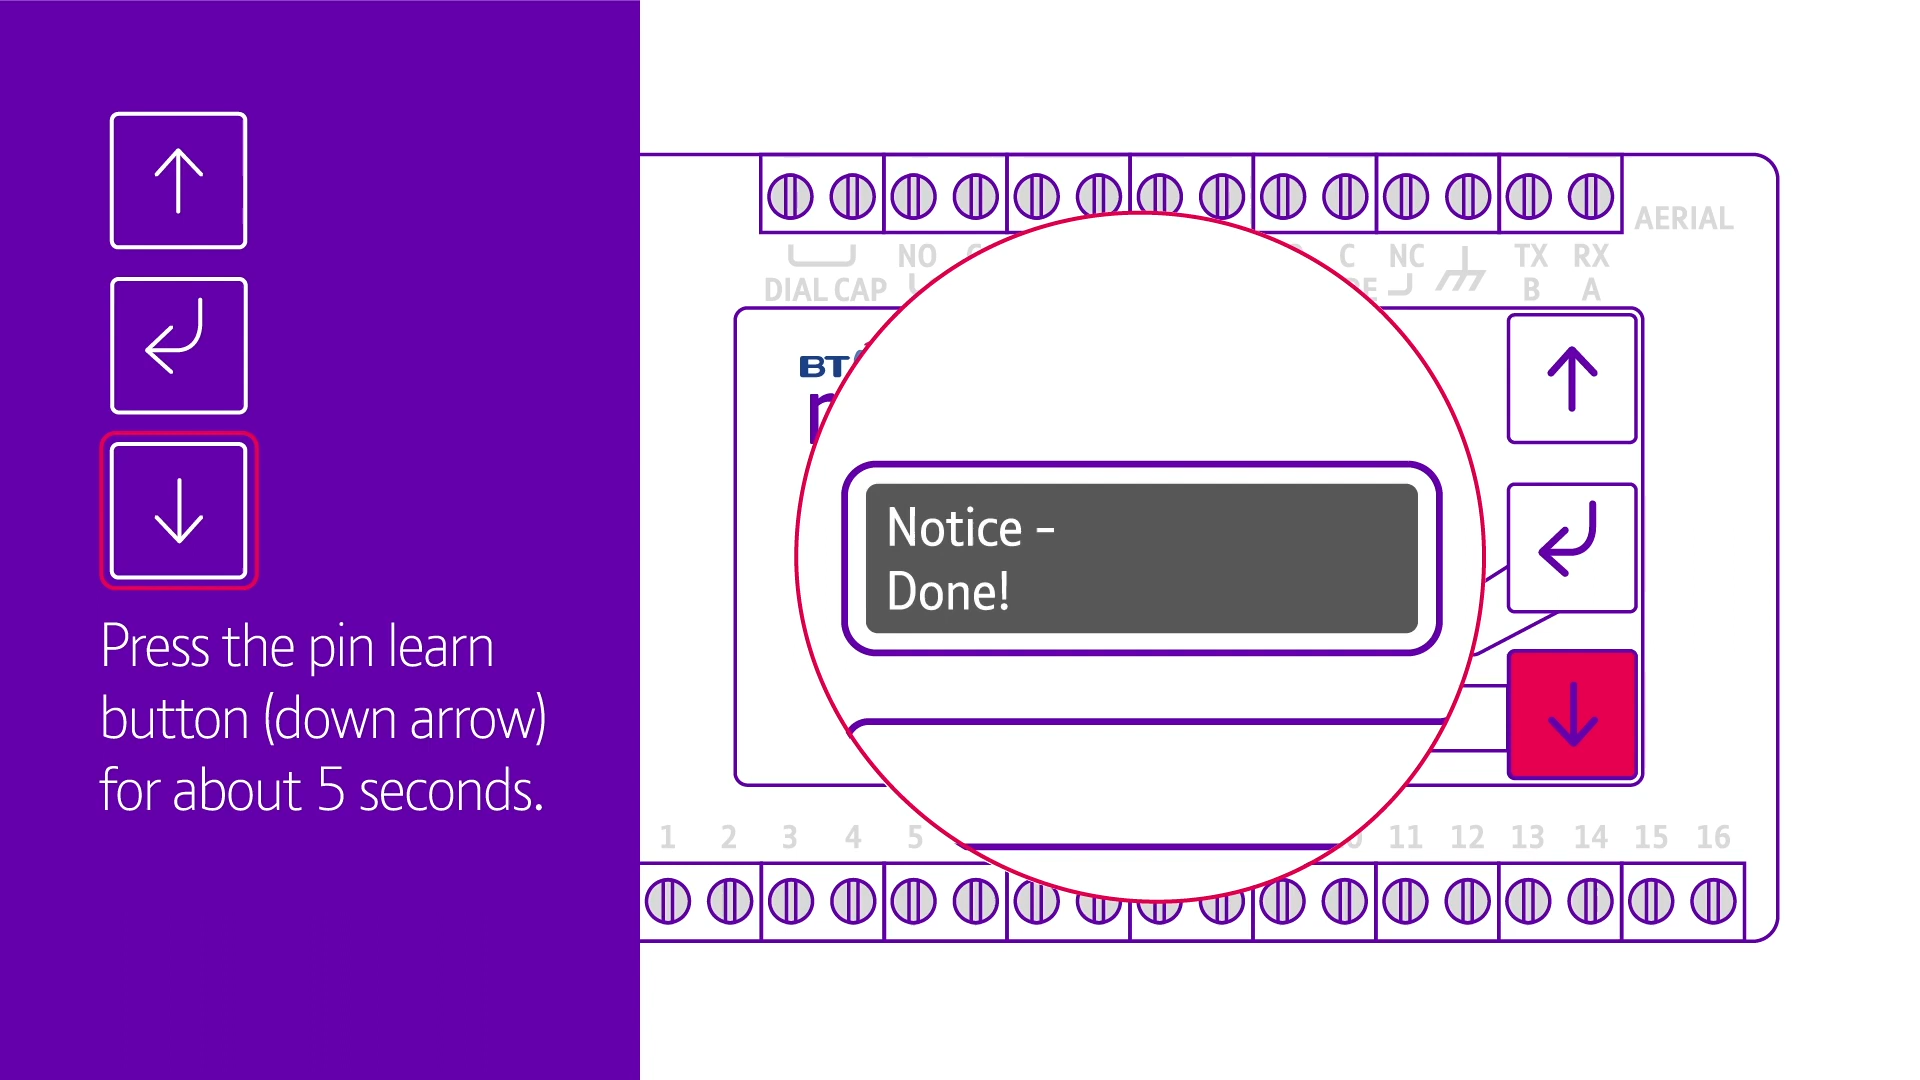 Press the pin learn
button (down arrow)
for about 5 seconds.
AERIAL
NO C NC TX RX
DIAL CAP B A
BT
Notice -
Done!
1 2 3 4 5 11 12 13 14 15 16